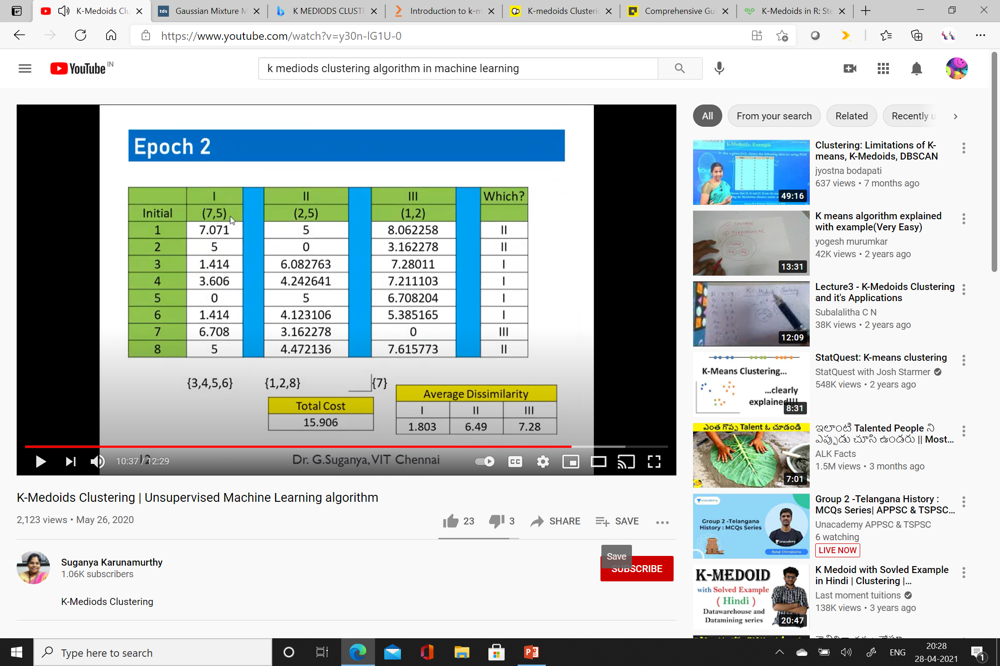 K-Medoids Clu
Gaussian Mixture M
K MEDIODS CLUSTE
Introduction to k-m
K-medoids Clusterin
Comprehensive Gui
K-Medoids in R: Ste
https://www.youtube.com/watch?v=y30n-lG1U-0
YouTube IN
k mediods clustering algorithm in machine learning
Epoch 2
I II III Which?
Initial (7,5) (2,5) (1,2)
1 7.071 5 8.062258 II
2 5 0 3.162278 II
3 1.414 6.082763 7.28011 I
4 3.606 4.242641 7.211103 I
5 0 5 6.708204 I
6 1.414 4.123106 5.385165 I
7 6.708 3.162278 0 III
8 5 4.472136 7.615773 II
{3,4,5,6} {1,2,8} {7}
Total Cost
15.906
Average Dissimilarity
I II III
1.803 6.49 7.28
10:37 / 12:29
12
Dr. G.Suganya,VIT Chennai
CC
K-Medoids Clustering | Unsupervised Machine Learning algorithm
2,123 views • May 26, 2020
23 3 SHARE SAVE
Save
SUBSCRIBE
Suganya Karunamurthy
1.06K subscribers
K-Mediods Clustering
All From your search Related Recently u
k-Medoids: Example
49:16
Clustering: Limitations of K-
means, K-Medoids, DBSCAN
jyostna bodapati
637 views • 7 months ago
13:31
K means algorithm explained
with example(Very Easy)
yogesh murumkar
42K views • 2 years ago
12:09
Lecture3 - K-Medoids Clustering
and it's Applications
Subalalitha C N
38K views • 2 years ago
K-Means Clustering...
...clearly
explained!!!
8:31
StatQuest: K-means clustering
StatQuest with Josh Starmer
548K views • 2 years ago
ఎంత గొప్ప Talent ఓ చూడండి
7:01
ఇలాంటి Talented People ని
ఎప్పుడు చూసి ఉండరు || Most...
ALK Facts
1.5M views • 3 months ago
unacademy
Group 2 -Telangana
History : MCQs Series
unacademy
Group 2 -Telangana History :
MCQs Series| APPSC & TSPSC...
Unacademy APPSC & TSPSC
6 watching
LIVE NOW
K-MEDOID
with Solved Example
( Hindi )
Datawarehouse and
Datamining series
20:47
K Medoid with Sovled Example
in Hindi | Clustering |...
Last moment tuitions
138K views • 3 years ago
Type here to search
ENG
20:28
28-04-2021
1